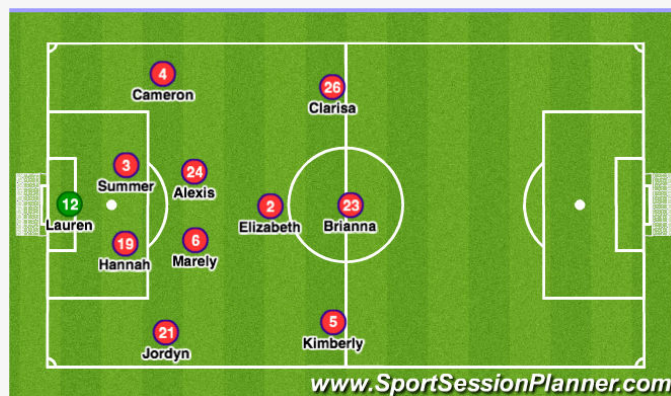 4
Cameron
26
Clarisa
3
Summer
24
Alexis
12
Lauren
2
Elizabeth
23
Brianna
19
Hannah
6
Marely
21
Jordyn
5
Kimberly
www.SportSessionPlanner.com